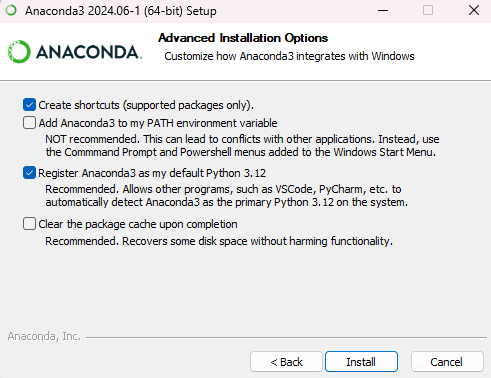 Anaconda3 2024.06-1 (64-bit) Setup
ANACONDA.
Advanced Installation Options
Customize how Anaconda3 integrates with Windows
Create shortcuts (supported packages only).
Add Anaconda3 to my PATH environment variable
NOT recommended. This can lead to conflicts with other applications. Instead, use
the Commmand Prompt and Powershell menus added to the Windows Start Menu.
Register Anaconda3 as my default Python 3.12
Recommended. Allows other programs, such as VSCode, PyCharm, etc. to
automatically detect Anaconda3 as the primary Python 3.12 on the system.
Clear the package cache upon completion
Recommended. Recovers some disk space without harming functionality.
Anaconda, Inc.
< Back
Install
Cancel